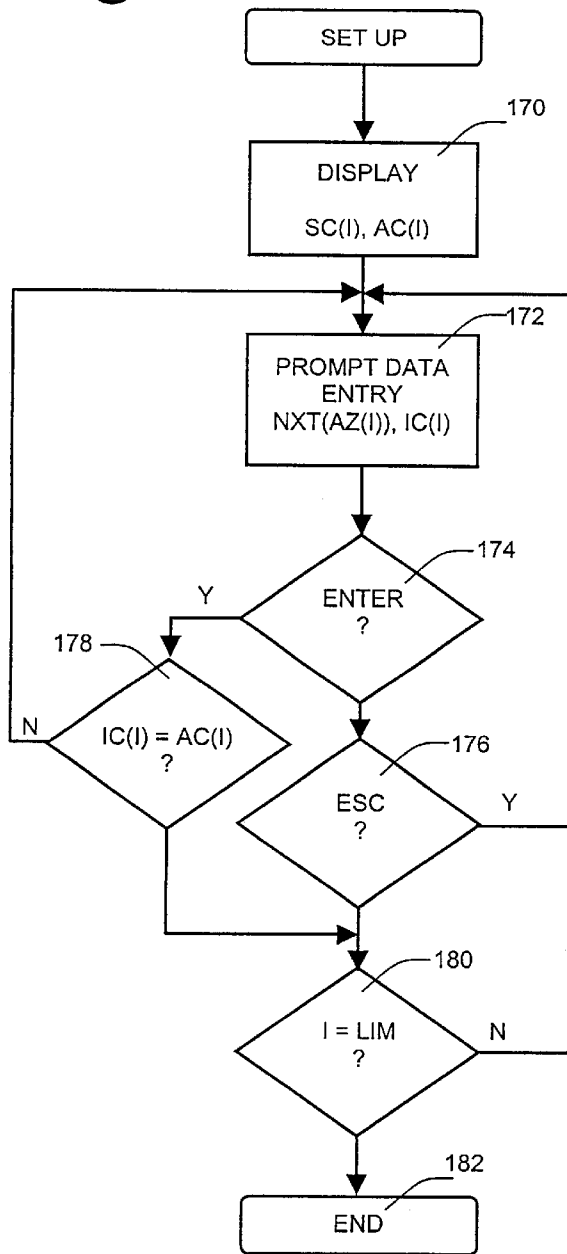 SET UP
170
DISPLAY
SC(I), AC(I)
172
PROMPT DATA
ENTRY
NXT(AZ(I)), IC(I)
174
Y
ENTER
?
178
N
IC(I) = AC(I)
?
176
ESC
?
Y
180
I = LIM
?
N
182
END